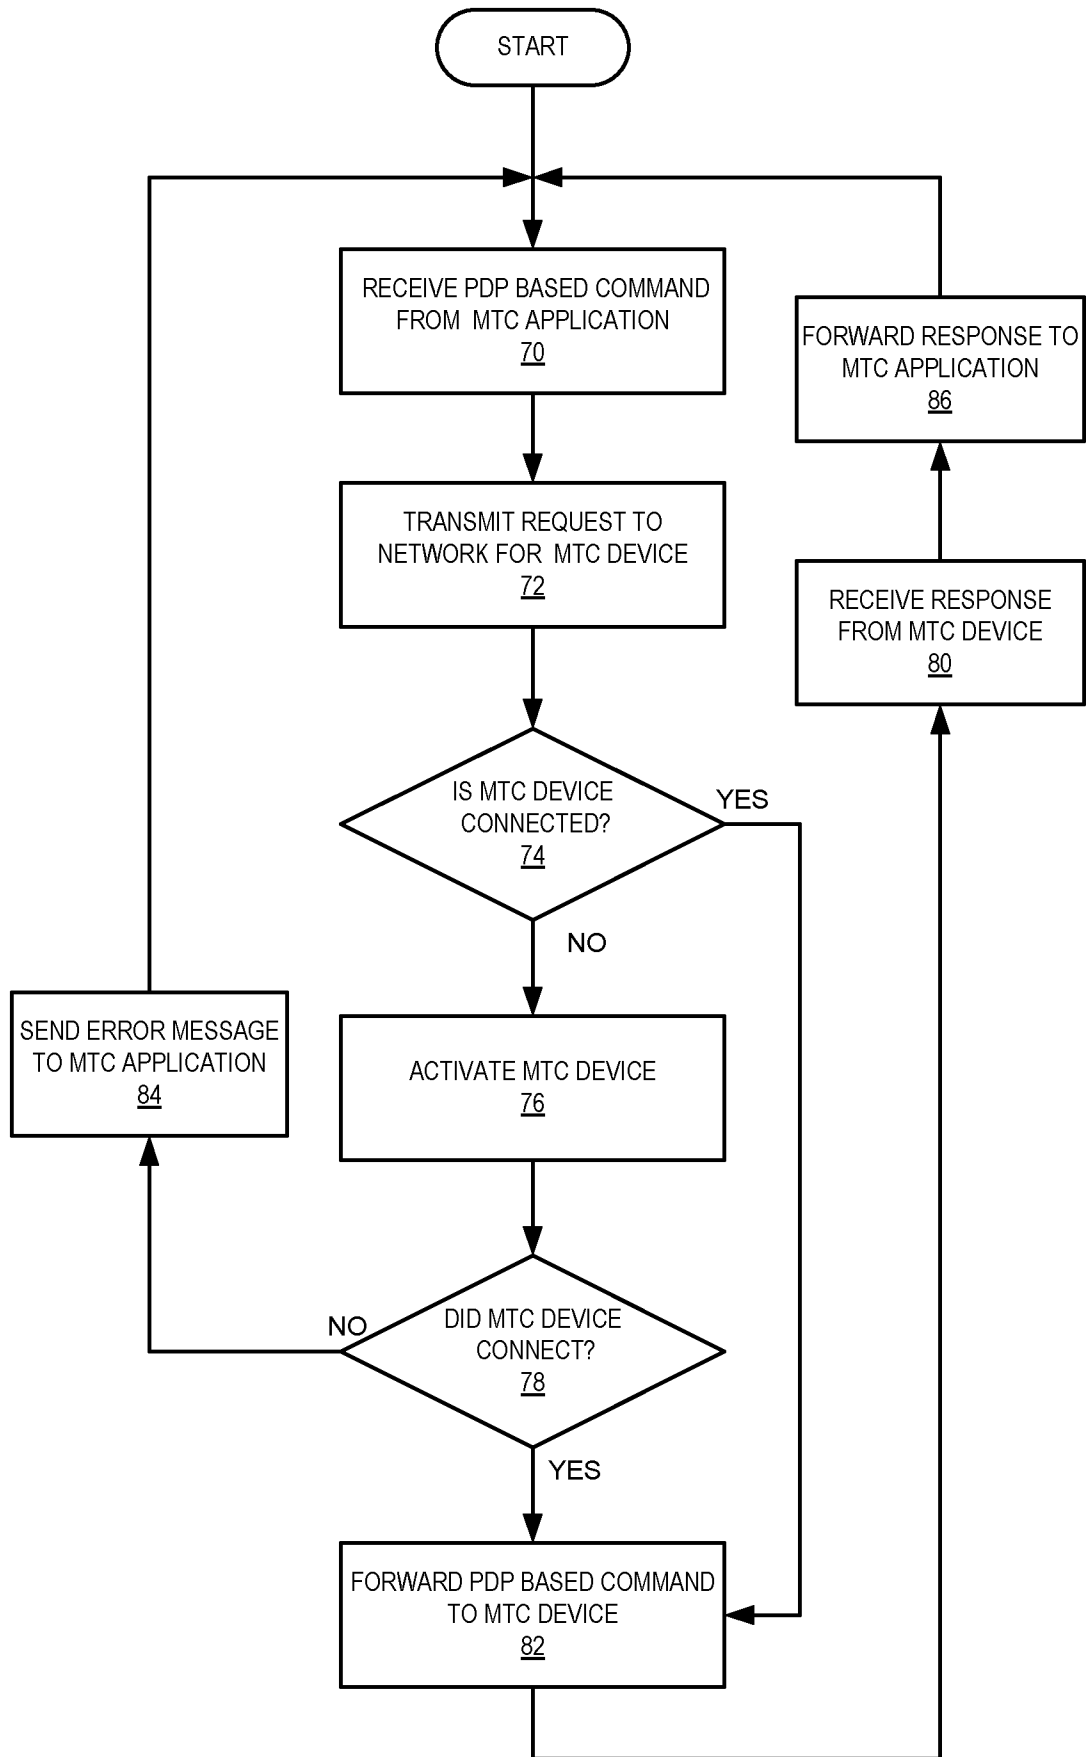 START
RECEIVE PDP BASED COMMAND
FROM MTC APPLICATION
70
FORWARD RESPONSE TO
MTC APPLICATION
86
TRANSMIT REQUEST TO
NETWORK FOR MTC DEVICE
72
RECEIVE RESPONSE
FROM MTC DEVICE
80
IS MTC DEVICE
CONNECTED?
74
YES
NO
SEND ERROR MESSAGE
TO MTC APPLICATION
84
ACTIVATE MTC DEVICE
76
DID MTC DEVICE
CONNECT?
78
NO
YES
FORWARD PDP BASED COMMAND
TO MTC DEVICE
82